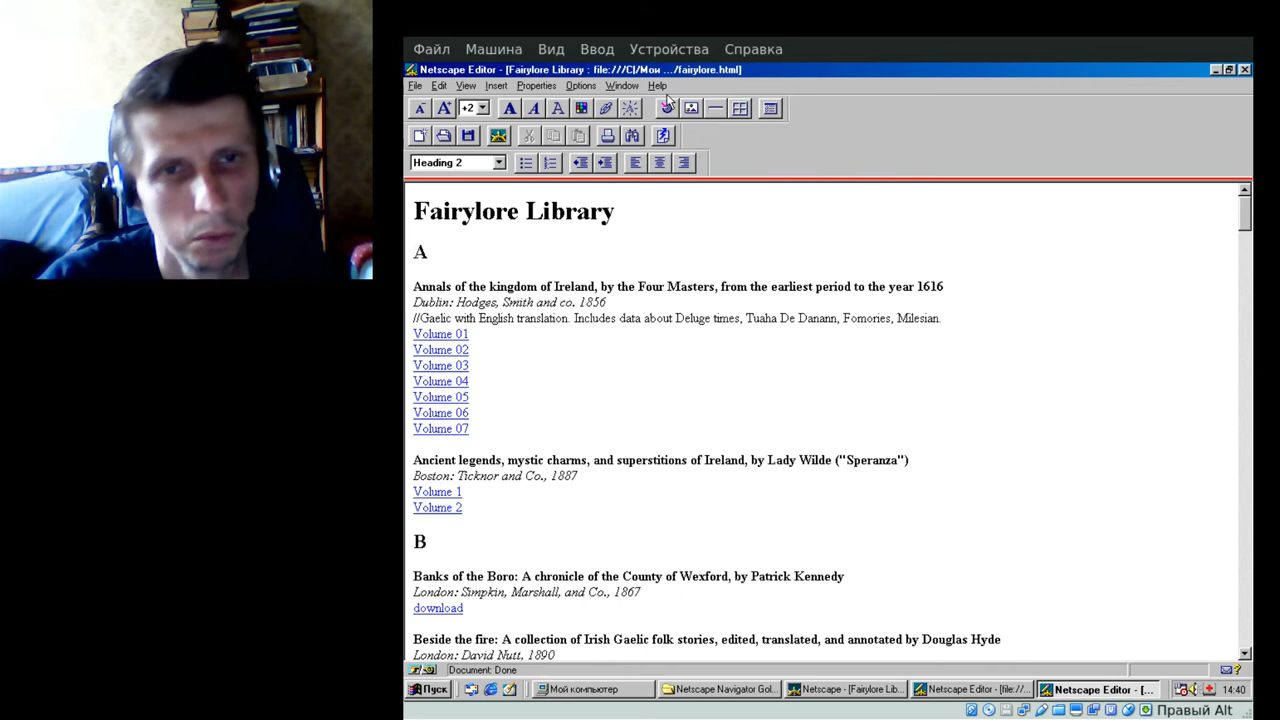 Файл Машина Вид Ввод Устройства Справка
Netscape Editor - [Fairylore Library : file:///C|/Мои .../fairylore.html]
File Edit View Insert Properties Options Window Help
+2
Heading 2
Fairylore Library
A
Annals of the kingdom of Ireland, by the Four Masters, from the earliest period to the year 1616
Dublin: Hodges, Smith and co. 1856
//Gaelic with English translation. Includes data about Deluge times, Tuaha De Danann, Fomories, Milesian.
Volume 01
Volume 02
Volume 03
Volume 04
Volume 05
Volume 06
Volume 07
Ancient legends, mystic charms, and superstitions of Ireland, by Lady Wilde ("Speranza")
Boston: Ticknor and Co., 1887
Volume 1
Volume 2
B
Banks of the Boro: A chronicle of the County of Wexford, by Patrick Kennedy
London: Simpkin, Marshall, and Co., 1867
download
Beside the fire: A collection of Irish Gaelic folk stories, edited, translated, and annotated by Douglas Hyde
London: David Nutt, 1890
Document: Done
Пуск Мой компьютер Netscape Navigator Gol... Netscape - [Fairylore Lib... Netscape Editor - [file://... Netscape Editor - [... 14:40
Правый Alt